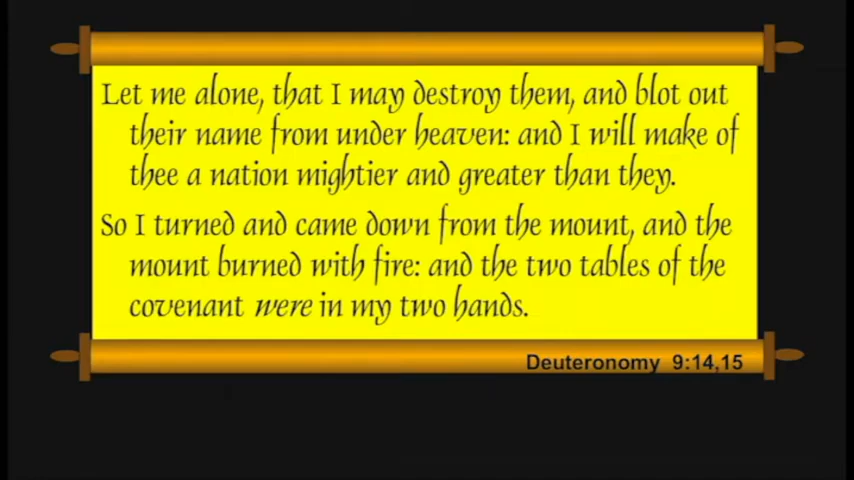 Let me alone, that I may destroy them, and blot out
their name from under heaven: and I will make of
thee a nation mightier and greater than they.
So I turned and came down from the mount, and the
mount burned with fire: and the two tables of the
covenant were in my two hands.
Deuteronomy 9:14,15